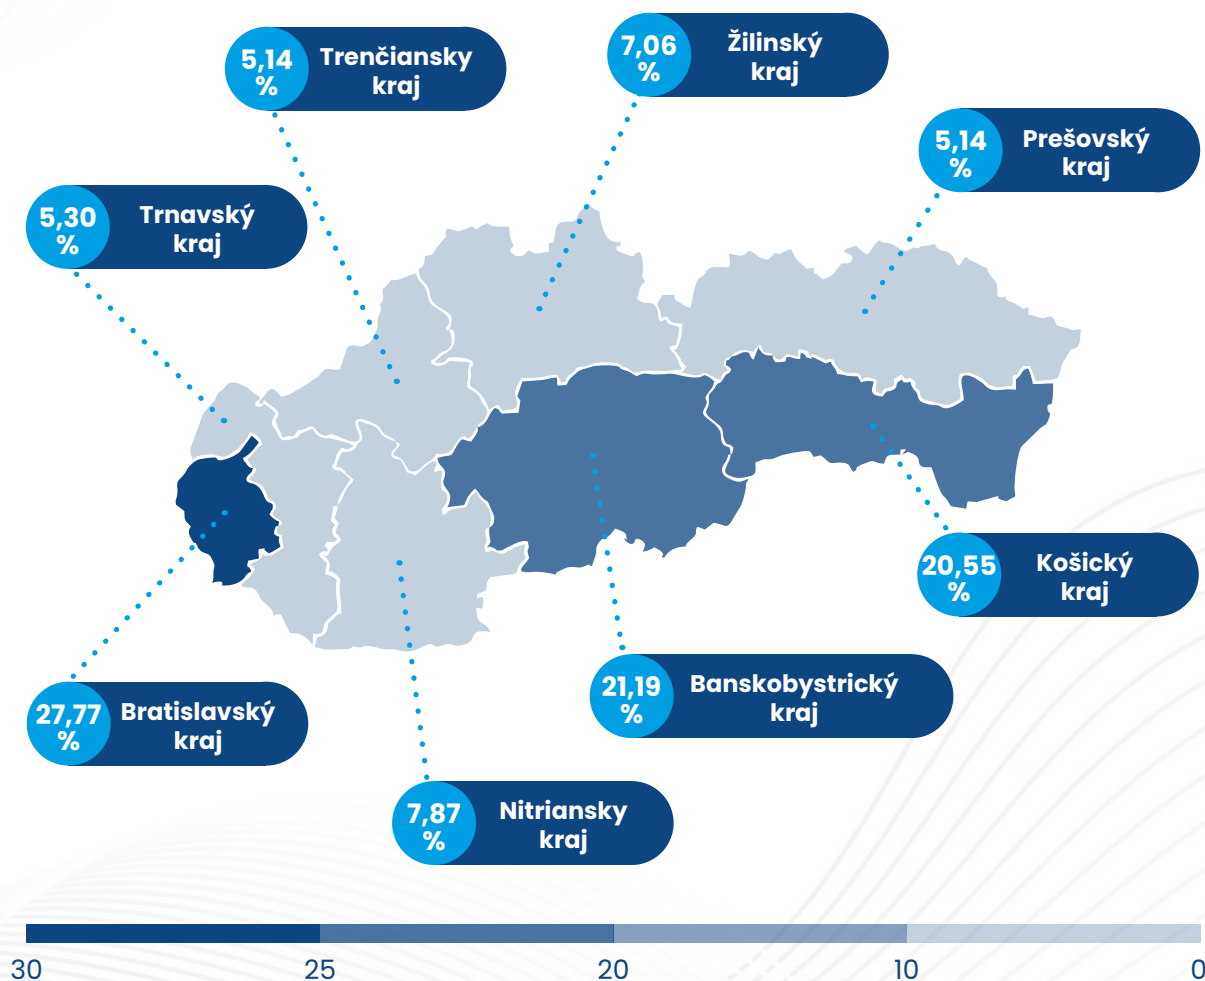 5,14
%
Trenčiansky
kraj
7,06
%
Žilinský
kraj
5,14
%
Prešovský
kraj
5,30
%
Trnavský
kraj
20,55
%
Košický
kraj
21,19
%
Banskobystrický
kraj
27,77
%
Bratislavský
kraj
7,87
%
Nitriansky
kraj
30 25 20 10 0